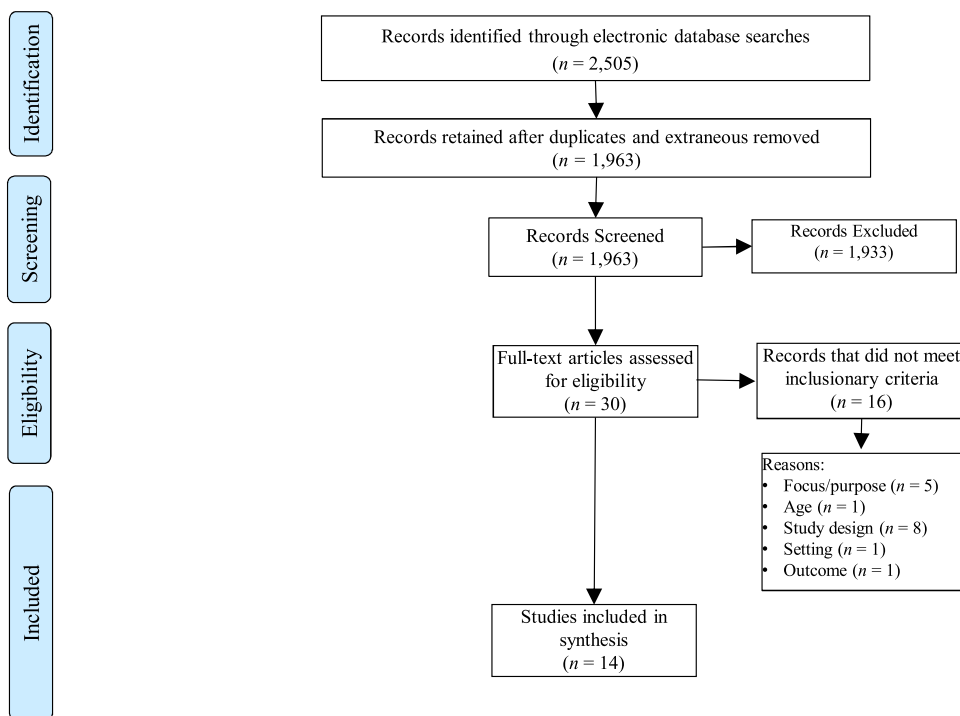 Identification
Records identified through electronic database searches
(n = 2,505)
Records retained after duplicates and extraneous removed
(n = 1,963)
Screening
Records Screened
(n = 1,963)
Records Excluded
(n = 1,933)
Eligibility
Full-text articles assessed
for eligibility
(n = 30)
Records that did not meet
inclusionary criteria
(n = 16)
Reasons:
• Focus/purpose (n = 5)
• Age (n = 1)
• Study design (n = 8)
• Setting (n = 1)
• Outcome (n = 1)
Included
Studies included in
synthesis
(n = 14)